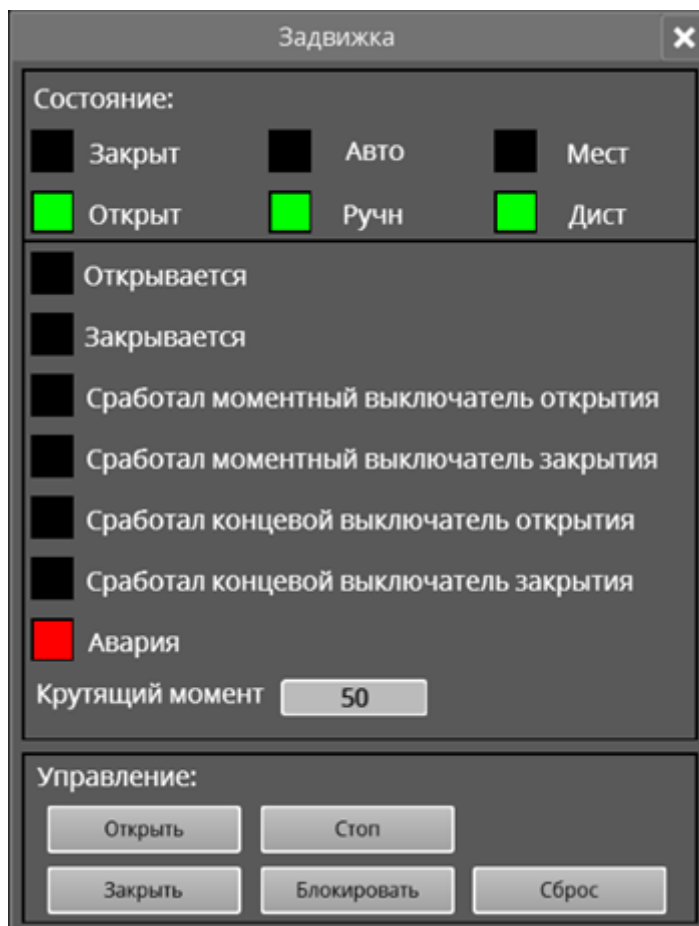 Задвижка
Состояние:
Закрыт Авто Мест
Открыт Ручн Дист
Открывается
Закрывается
Сработал моментный выключатель открытия
Сработал моментный выключатель закрытия
Сработал концевой выключатель открытия
Сработал концевой выключатель закрытия
Авария
Крутящий момент 50
Управление:
Открыть Стоп
Закрыть Блокировать Сброс